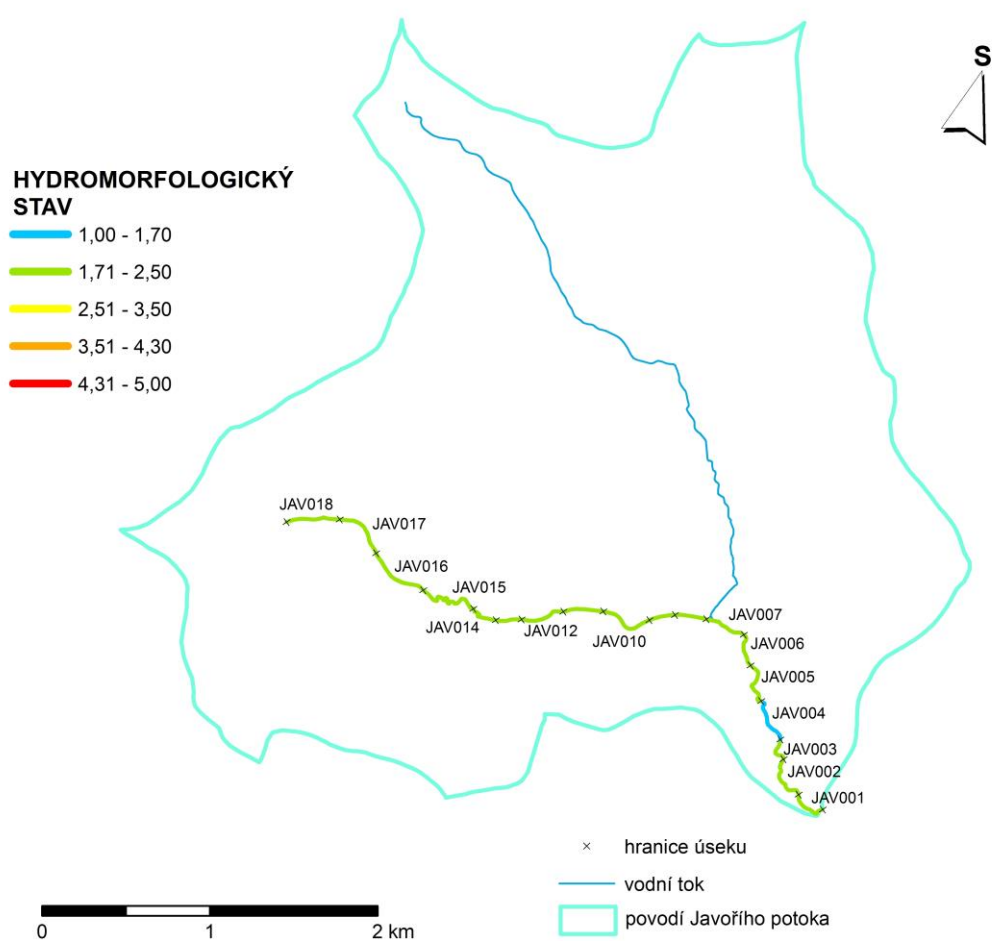 S
HYDROMORFOLOGICKÝ
STAV
1,00 - 1,70
1,71 - 2,50
2,51 - 3,50
3,51 - 4,30
4,31 - 5,00
JAV018
JAV017
JAV016
JAV015
JAV014
JAV012
JAV010
JAV007
JAV006
JAV005
JAV004
JAV003
JAV002
JAV001
hranice úseku
vodní tok
povodí Javořího potoka
0
1
2 km